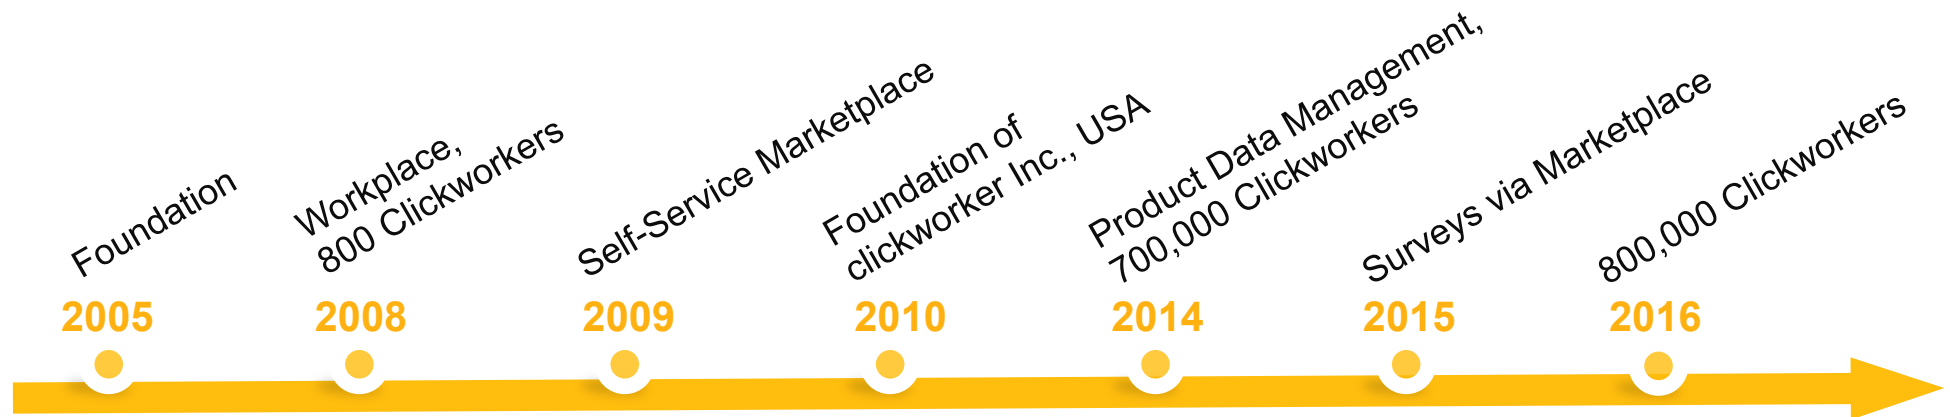 Foundation
2005
Workplace,
800 Clickworkers
2008
Self-Service Marketplace
2009
Foundation of
clickworker Inc., USA
2010
Product Data Management,
700,000 Clickworkers
2014
Surveys via Marketplace
2015
800,000 Clickworkers
2016